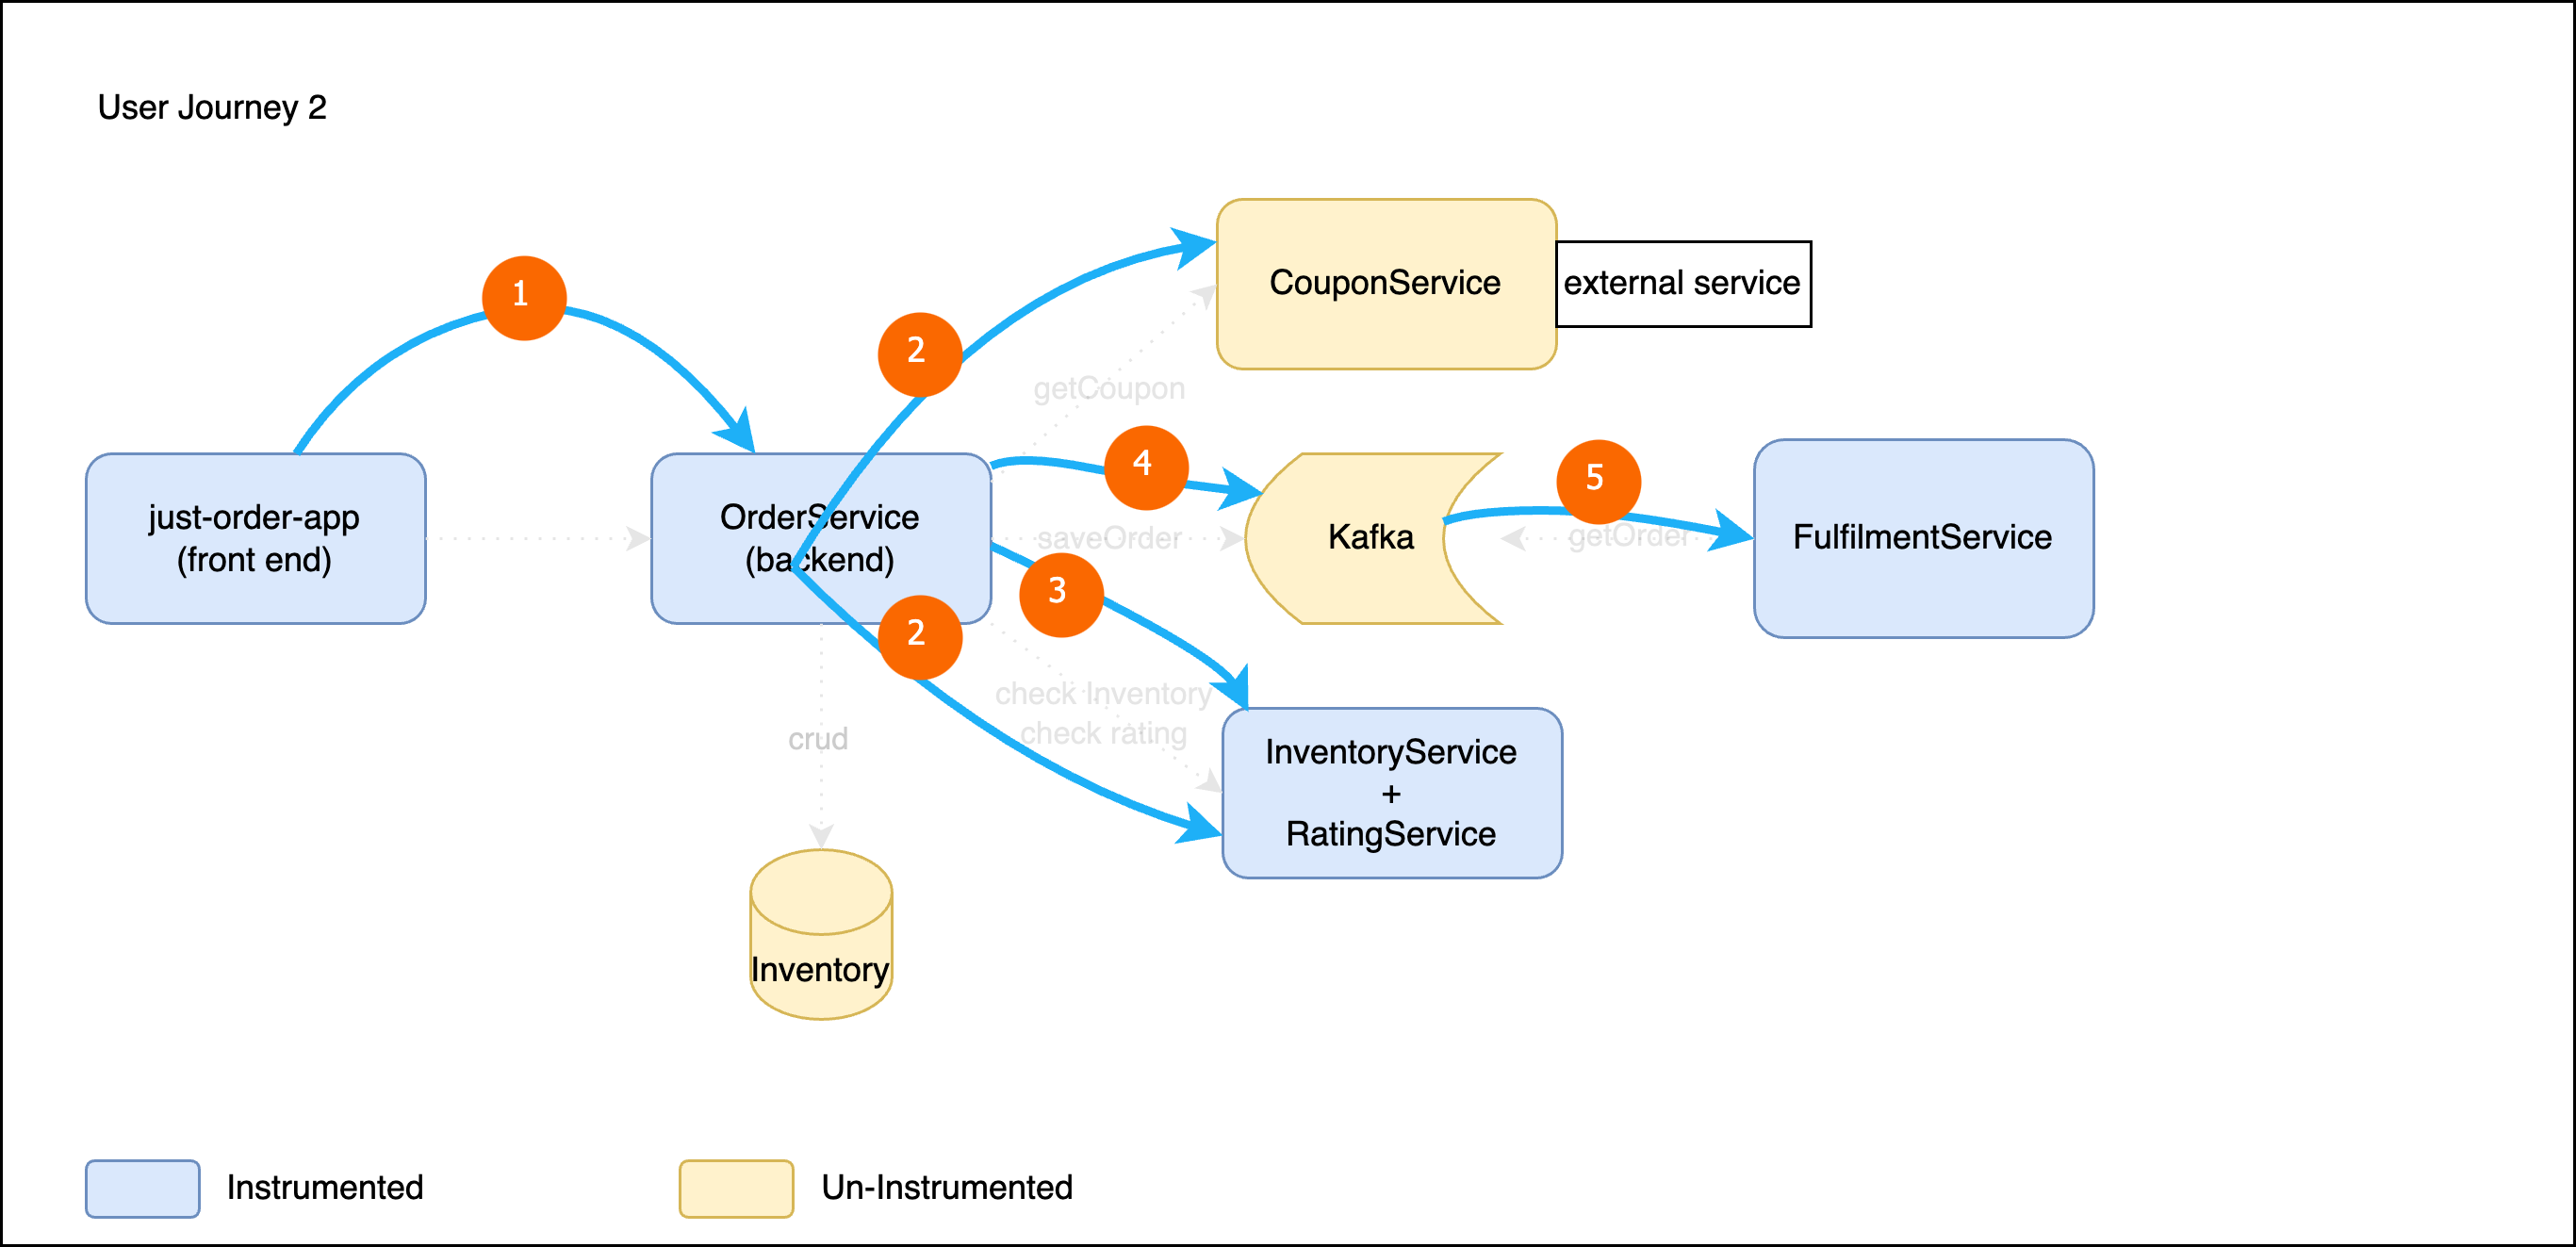 User Journey 2
1
2
CouponService
external service
getCoupon
4
5
just-order-app
(front end)
OrderService
(backend)
saveOrder
Kafka
getOrder
FulfilmentService
3
2
check Inventory
check rating
crud
InventoryService
+
RatingService
Inventory
Instrumented
Un-Instrumented